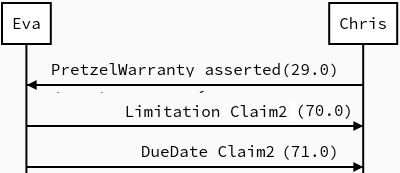 Eva
Chris
PretzelWarranty asserted(29.0)
Limitation Claim2 (70.0)
DueDate Claim2 (71.0)